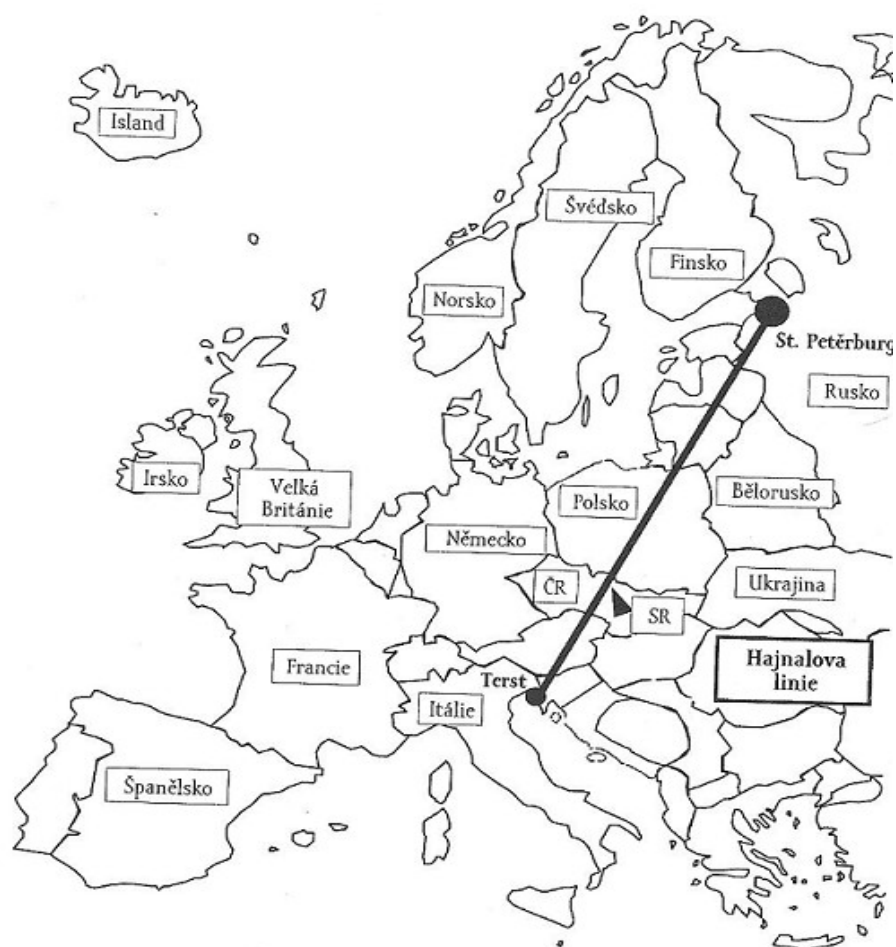 Island
Švédsko
Finsko
Norsko
St. Petěrburg
Rusko
Irsko
Velká
Británie
Polsko
Bělorusko
Německo
ČR
Ukrajina
SR
Francie
Terst
Itálie
Hajnalova
linie
Španělsko